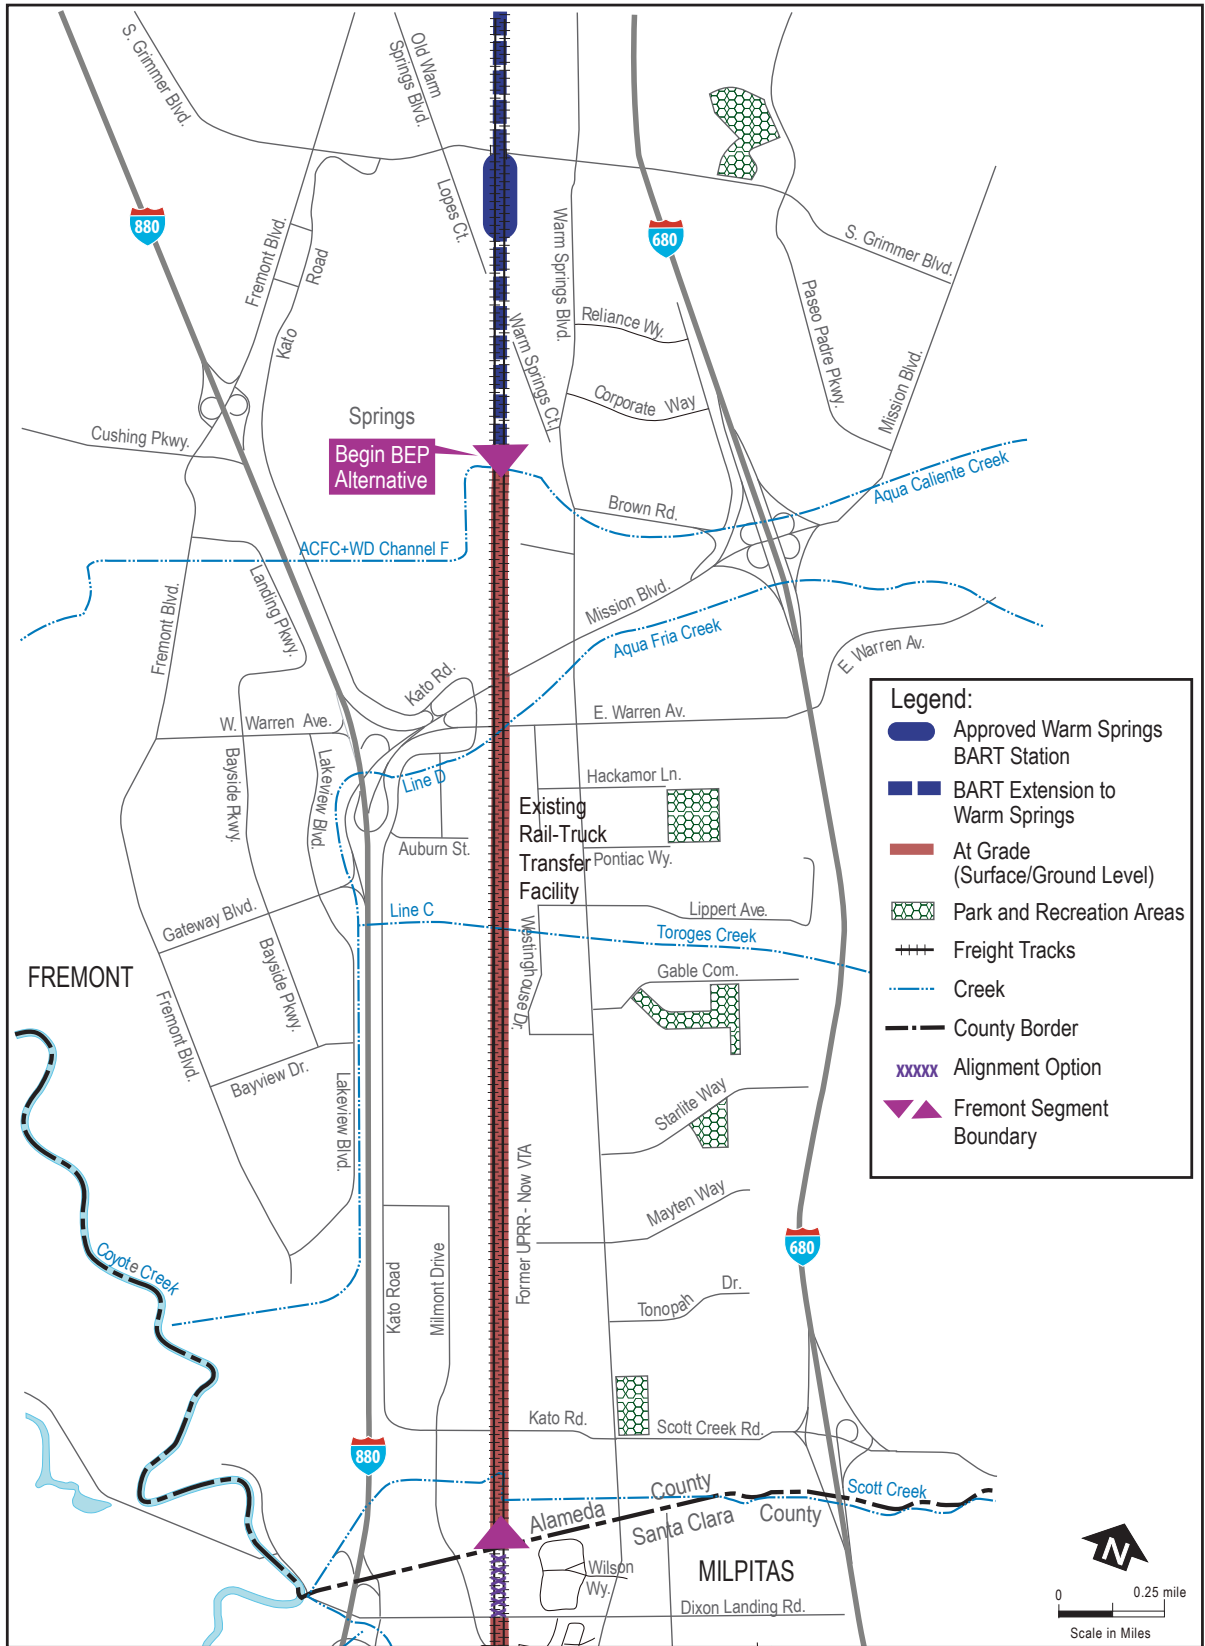 S. Grimmer Blvd.
Old Warm
Springs Blvd.
880
680
Fremont Blvd.
Kato
Road
Lopes Ct.
Warm Springs Blvd.
S. Grimmer Blvd.
Paseo Padre Pkwy.
Mission Blvd.
Reliance Wy.
Warm Springs Ct.
Corporate Way
Springs
Cushing Pkwy.
Begin BEP
Alternative
Aqua Caliente Creek
Brown Rd.
ACFC+WD Channel F
Landing Pkwy.
Fremont Blvd.
Mission Blvd.
Aqua Fria Creek
E. Warren Av.
Kato Rd.
W. Warren Ave.
E. Warren Av.
Bayside Pkwy.
Lakeview Blvd.
Line D
Hackamor Ln.
Existing
Rail-Truck
Transfer
Facility
Auburn St.
Pontiac Wy.
Gateway Blvd.
Line C
Lippert Ave.
Toroges Creek
Westinghouse Dr.
Bayside Pkwy.
Gable Com.
FREMONT
Fremont Blvd.
Bayview Dr.
Lakeview Blvd.
Starlite Way
Former UPRR - Now VTA
Mayten Way
Coyote Creek
Kato Road
Milmont Drive
680
Tonopah
Dr.
Kato Rd.
Scott Creek Rd.
880
Alameda
County
Santa Clara
County
Scott Creek
Wilson
Wy.
MILPITAS
Dixon Landing Rd.
Legend:
Approved Warm Springs
BART Station
BART Extension to
Warm Springs
At Grade
(Surface/Ground Level)
Park and Recreation Areas
Freight Tracks
Creek
County Border
XXXXX
Alignment Option
Fremont Segment
Boundary
N
0
0.25 mile
Scale in Miles